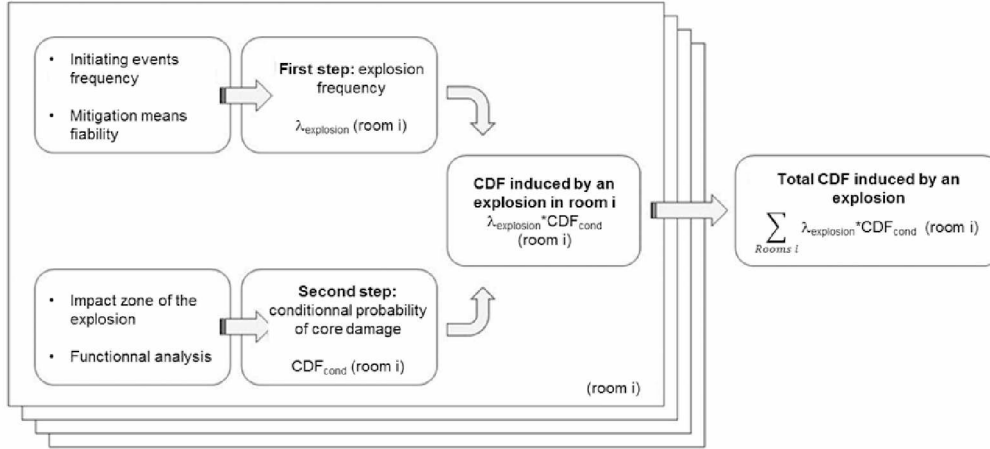 • Initiating events
frequency
• Mitigation means
fiability
First step: explosion
frequency
λexplosion (room i)
CDF induced by an
explosion in room i
λexplosion*CDFcond
(room i)
Total CDF induced by an
explosion
∑ λexplosion*CDFcond (room i)
Rooms i
• Impact zone of the
explosion
• Functionnal analysis
Second step:
conditionnal probability
of core damage
CDFcond (room i)
(room i)